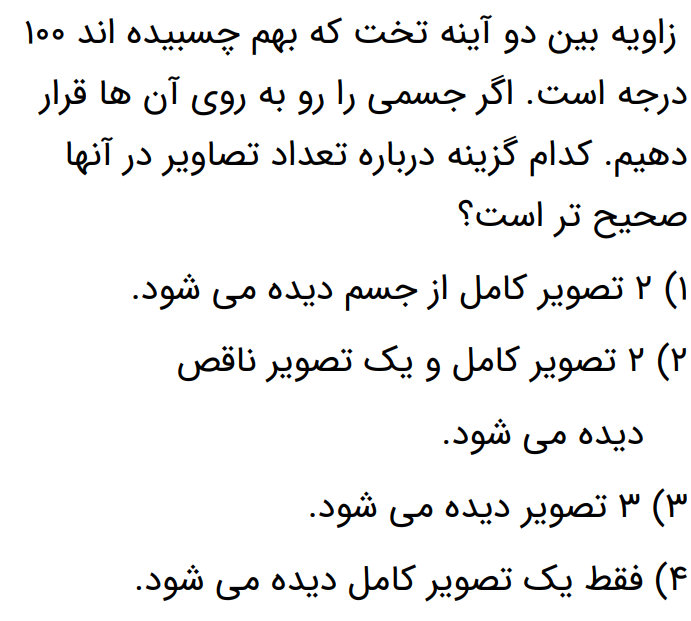 زاویه بین دو آینه تخت که بهم چسبیده اند ۱۰۰
درجه است. اگر جسمی را رو به روی آن ها قرار
دهیم. کدام گزینه درباره تعداد تصاویر در آنها
صحیح تر است؟
۱) ۲ تصویر کامل از جسم دیده می شود.
۲) ۲ تصویر کامل و یک تصویر ناقص
دیده می شود.
۳) ۳ تصویر دیده می شود.
۴) فقط یک تصویر کامل دیده می شود.